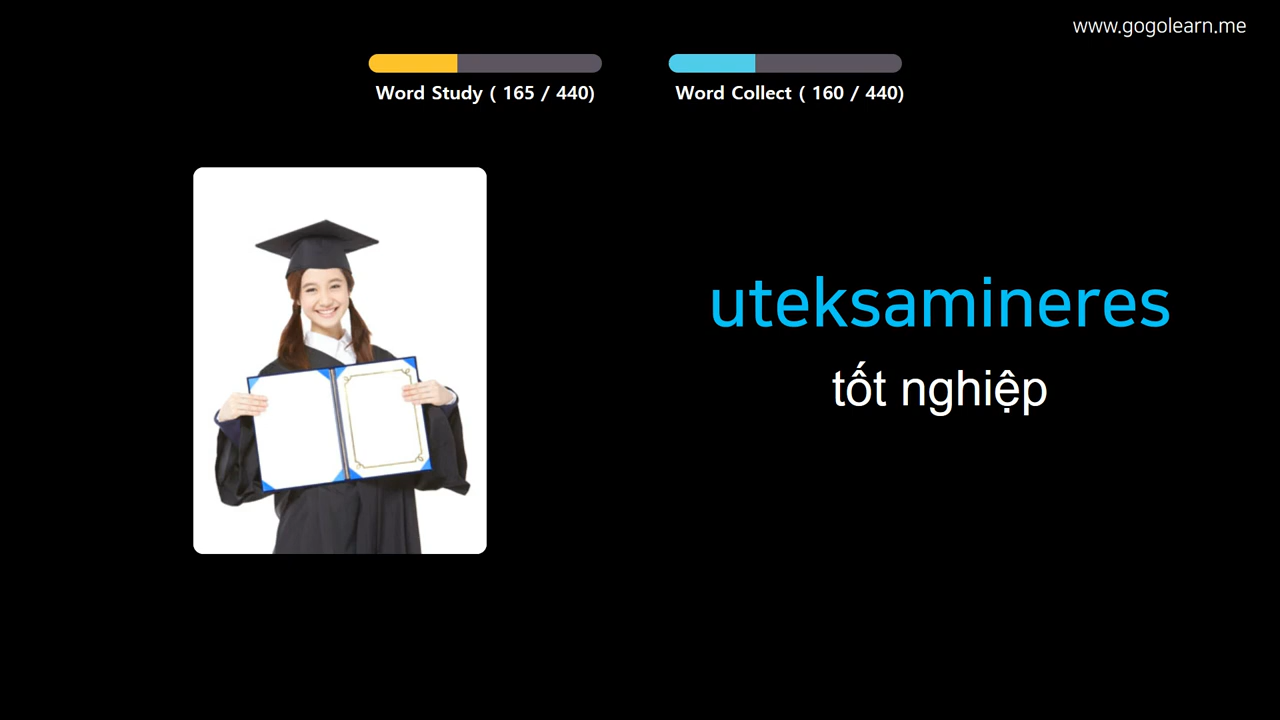 www.gogolearn.me
Word Study ( 165 / 440)
Word Collect ( 160 / 440)
uteksamineres
tốt nghiệp